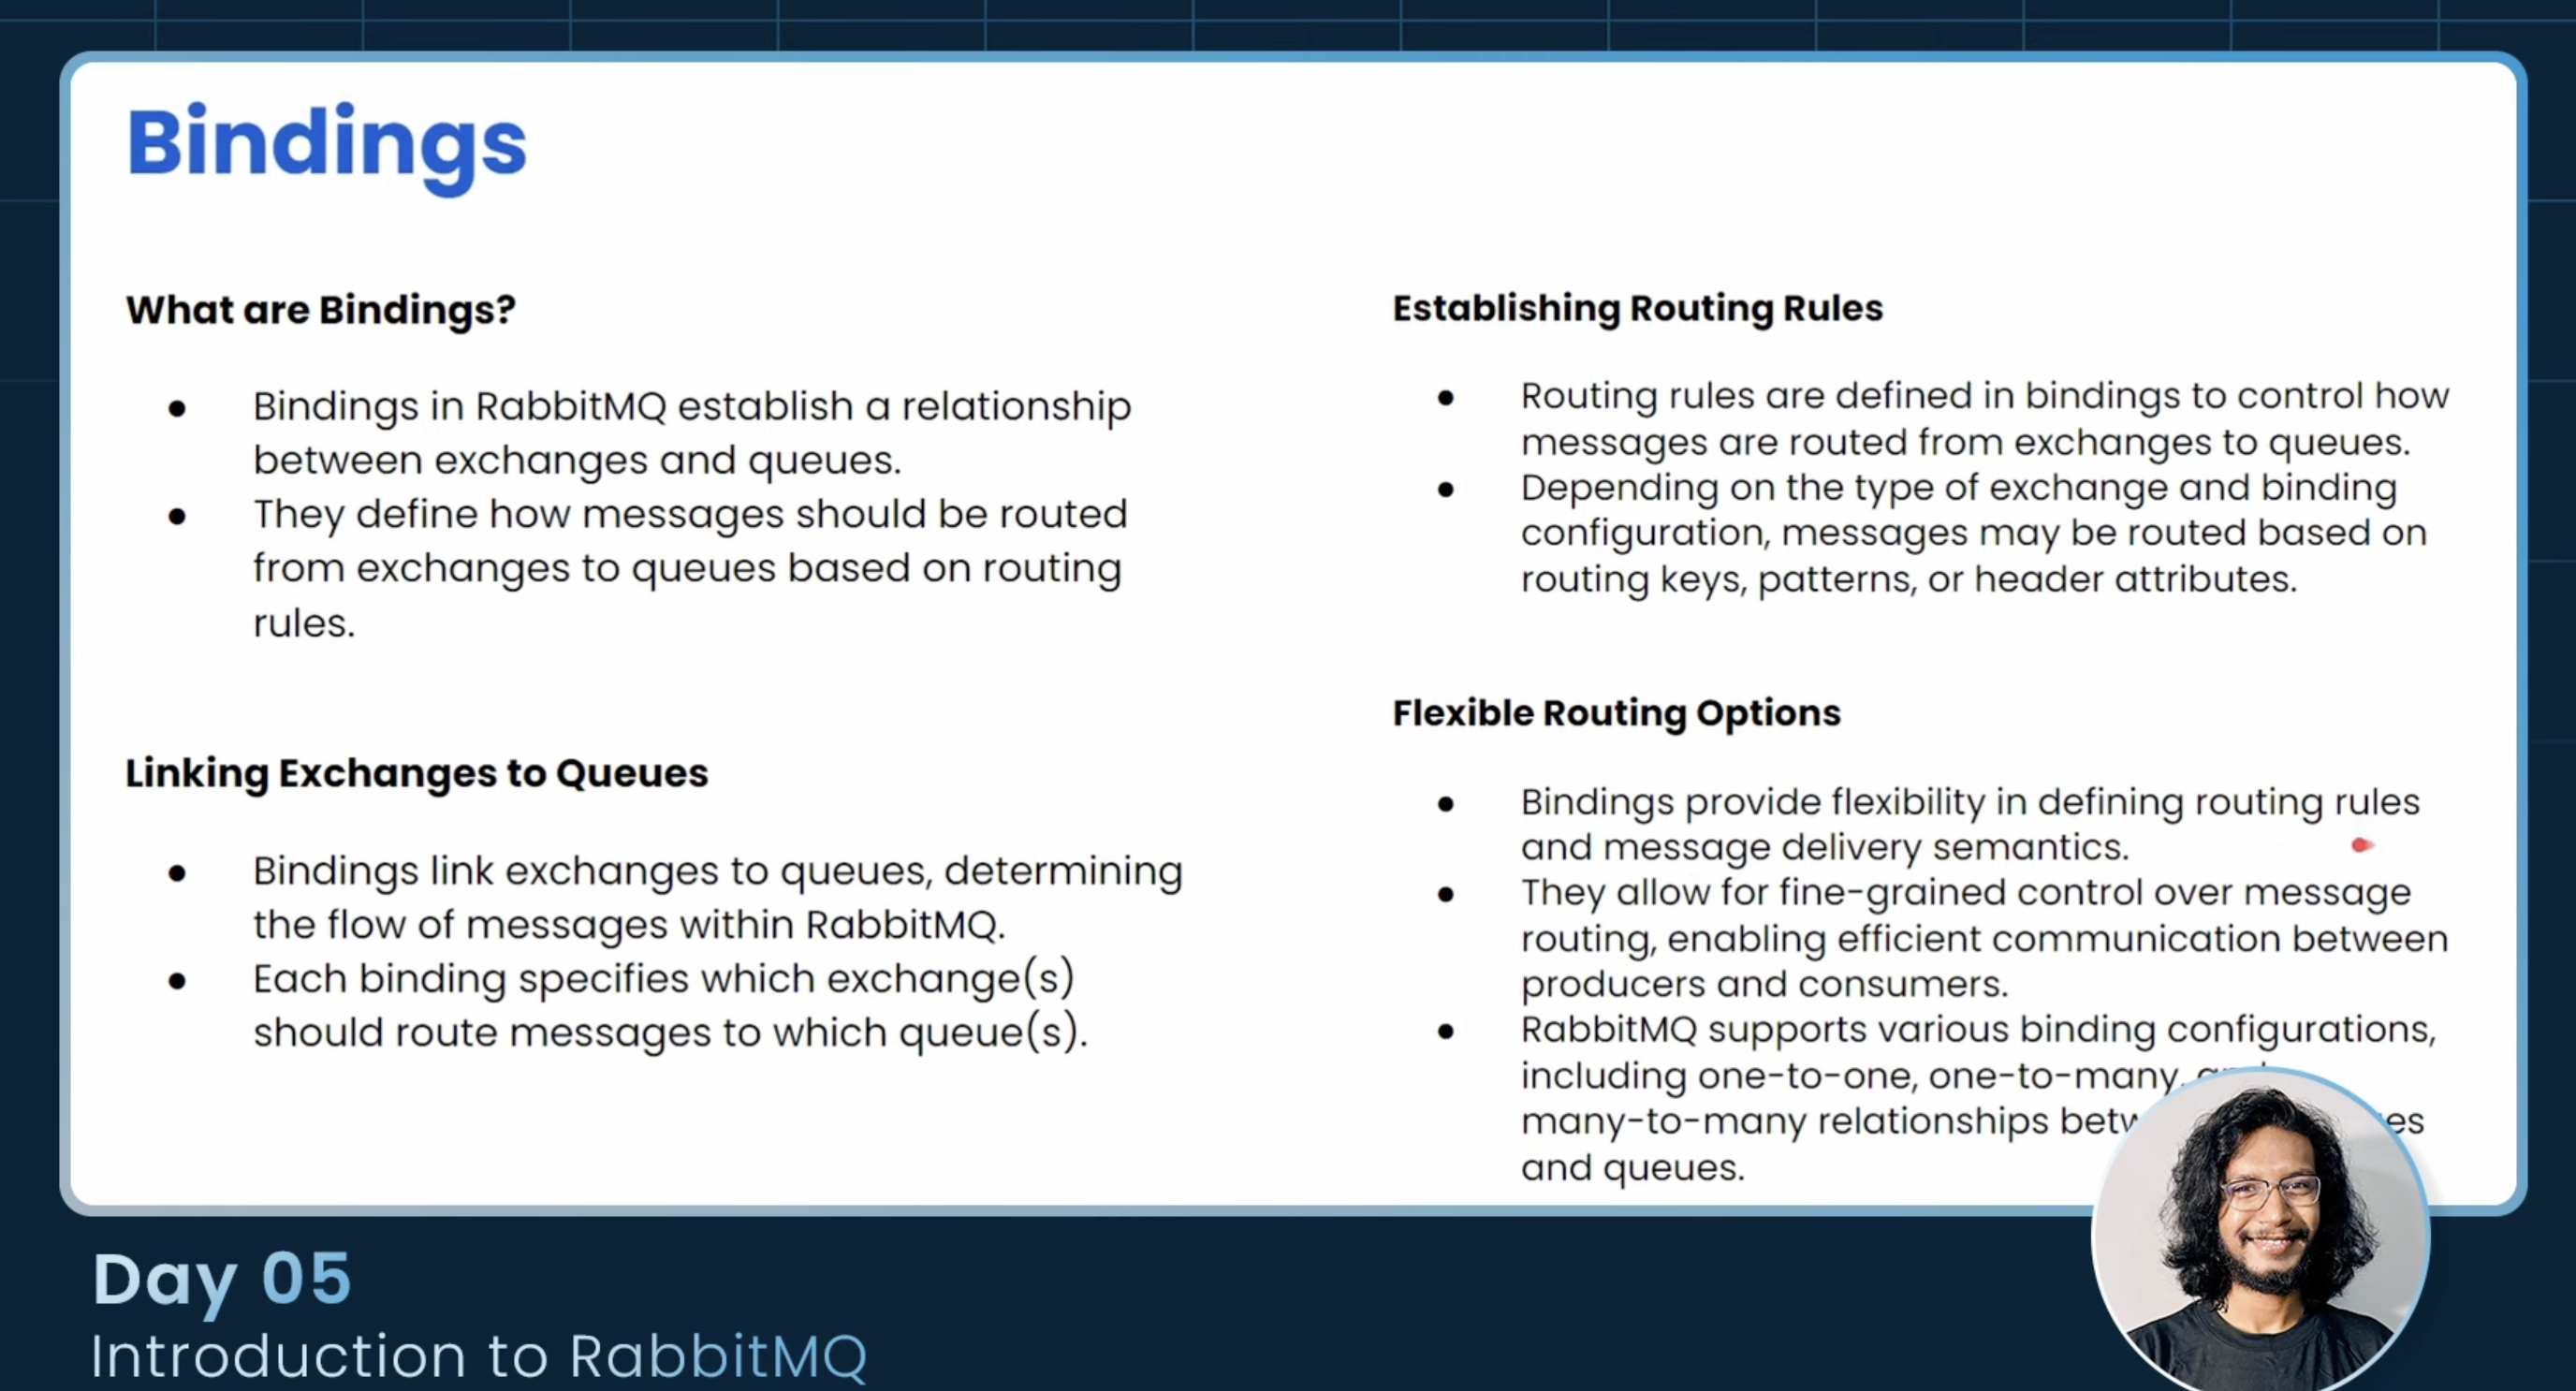 Bindings
What are Bindings?
● Bindings in RabbitMQ establish a relationship
between exchanges and queues.
● They define how messages should be routed
from exchanges to queues based on routing
rules.
Linking Exchanges to Queues
● Bindings link exchanges to queues, determining
the flow of messages within RabbitMQ.
● Each binding specifies which exchange(s)
should route messages to which queue(s).
Establishing Routing Rules
● Routing rules are defined in bindings to control how
messages are routed from exchanges to queues.
● Depending on the type of exchange and binding
configuration, messages may be routed based on
routing keys, patterns, or header attributes.
Flexible Routing Options
● Bindings provide flexibility in defining routing rules
and message delivery semantics.
● They allow for fine-grained control over message
routing, enabling efficient communication between
producers and consumers.
● RabbitMQ supports various binding configurations,
including one-to-one, one-to-many,
many-to-many relationships
and queues.
Day 05
Introduction to RabbitMQ